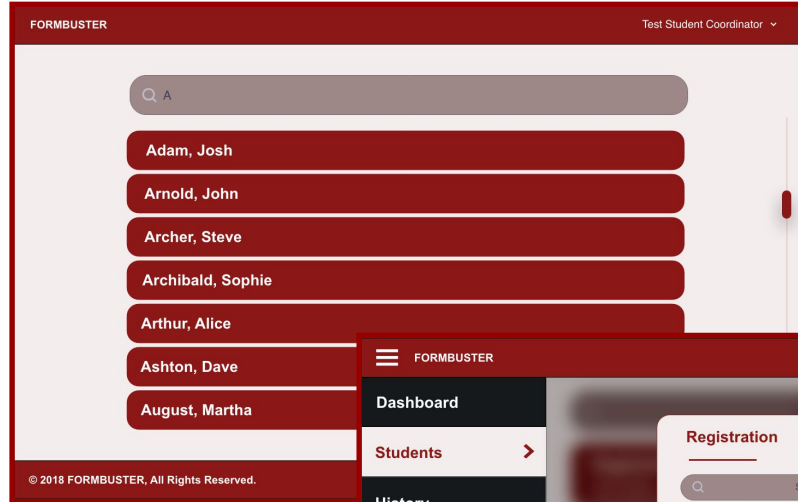 FORMBUSTER
Test Student Coordinator
A
Adam, Josh
Arnold, John
Archer, Steve
Archibald, Sophie
Arthur, Alice
Ashton, Dave
August, Martha
© 2018 FORMBUSTER, All Rights Reserved.
FORMBUSTER
Dashboard
Students
History
Registration